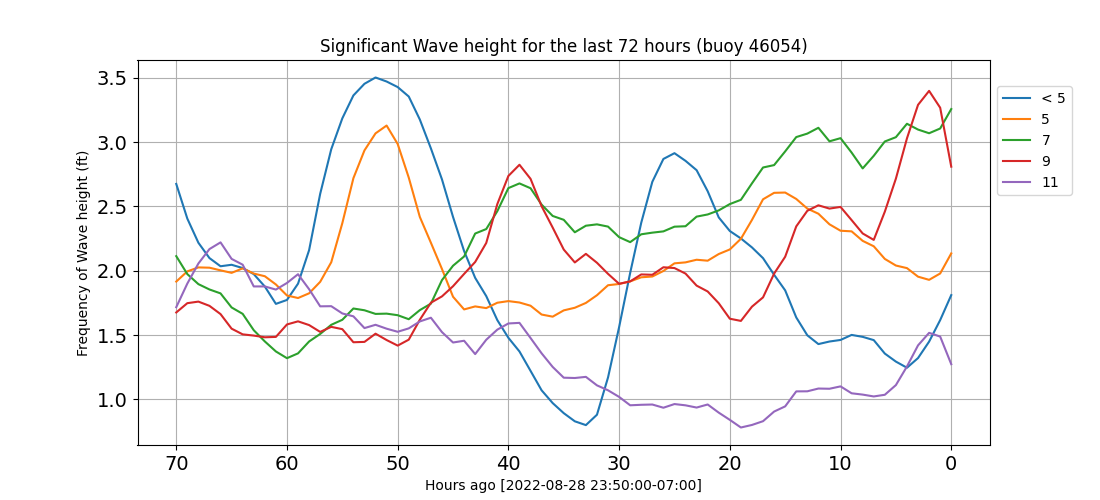 Significant Wave height for the last 72 hours (buoy 46054)
Frequency of Wave height (ft)
3.5
3.0
2.5
2.0
1.5
1.0
70 60 50 40 30 20 10 0
Hours ago [2022-08-28 23:50:00-07:00]
< 5
5
7
9
11